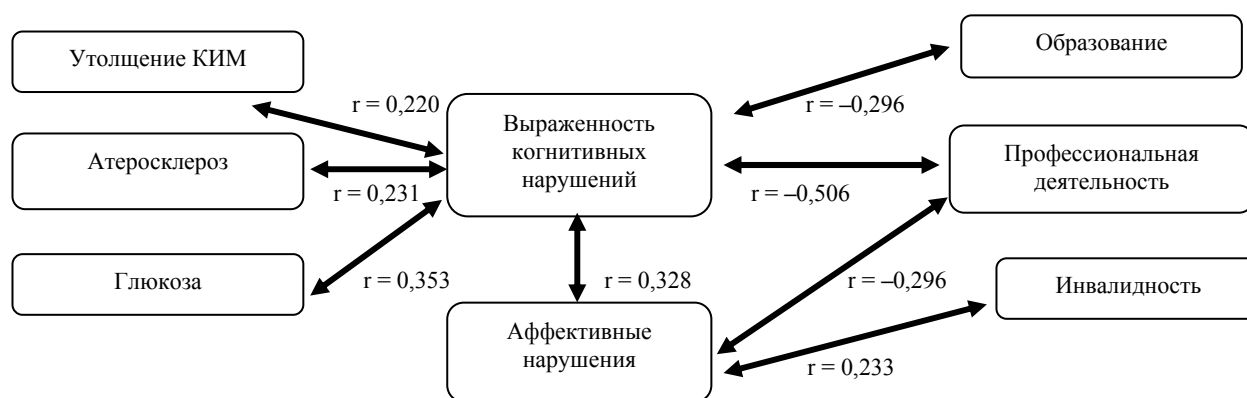 Утолщение КИМ
Образование
r = 0,220
r = –0,296
Выраженность
когнитивных
нарушений
Атеросклероз
r = 0,231
Профессиональная
деятельность
r = –0,506
Глюкоза
r = 0,353
r = 0,328
r = –0,296
Инвалидность
Аффективные
нарушения
r = 0,233